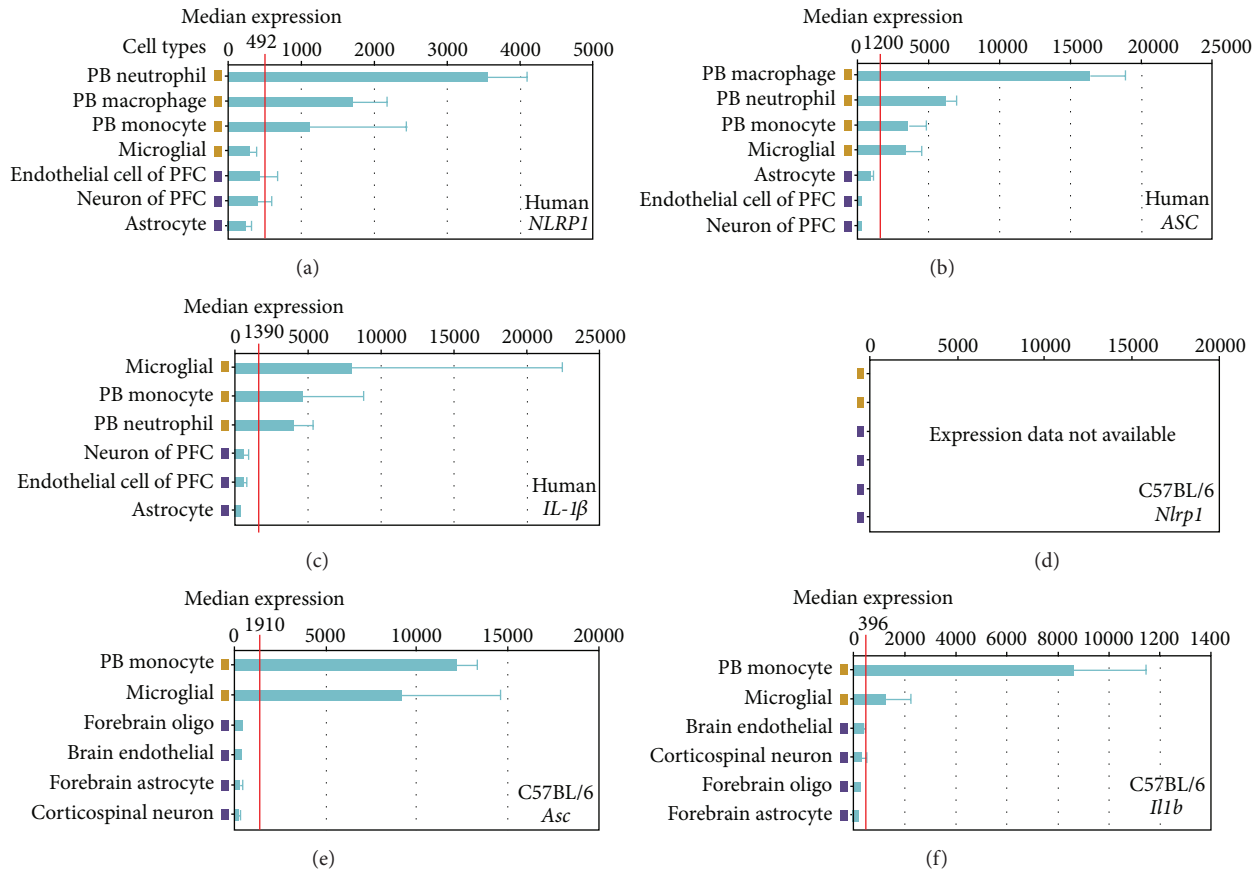 Median expression
Cell types 0 492 1000 2000 3000 4000 5000
PB neutrophil
PB macrophage
PB monocyte
Microglial
Endothelial cell of PFC
Neuron of PFC
Astrocyte
Human
NLRP1
(a)
Median expression
0 1200 5000 10000 15000 20000 25000
PB macrophage
PB neutrophil
PB monocyte
Microglial
Astrocyte
Endothelial cell of PFC
Neuron of PFC
Human
ASC
(b)
Median expression
0 1390 5000 10000 15000 20000 25000
Microglial
PB monocyte
PB neutrophil
Neuron of PFC
Endothelial cell of PFC
Astrocyte
Human
IL-1β
(c)
0 5000 10000 15000 20000
Expression data not available
C57BL/6
Nlrp1
(d)
Median expression
0 1910 5000 10000 15000 20000
PB monocyte
Microglial
Forebrain oligo
Brain endothelial
Forebrain astrocyte
Corticospinal neuron
C57BL/6
Asc
(e)
Median expression
0 396 2000 4000 6000 8000 10000 1200 1400
PB monocyte
Microglial
Brain endothelial
Corticospinal neuron
Forebrain oligo
Forebrain astrocyte
C57BL/6
Il1b
(f)